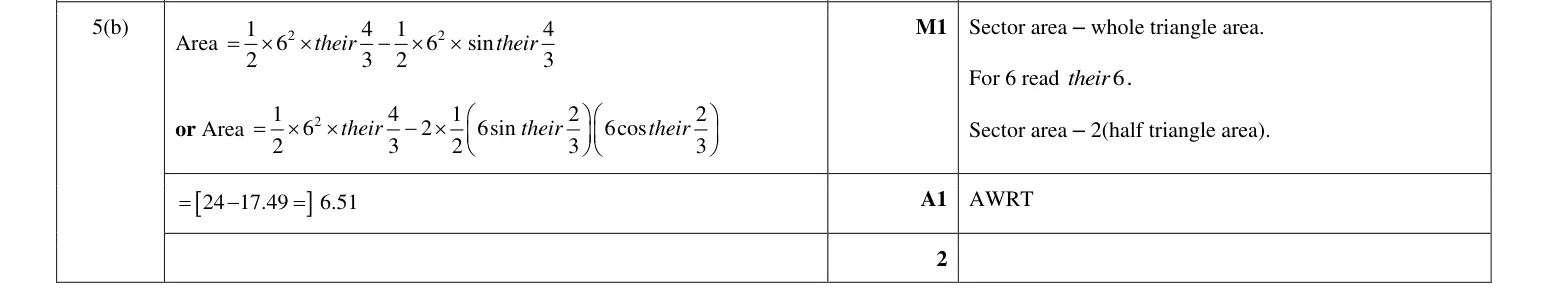 5(b)
Area = 1/2 × 6² × their 4/3 − 1/2 × 6² × sin their 4/3
M1
Sector area – whole triangle area.
For 6 read their 6.
or Area = 1/2 × 6² × their 4/3 − 2 × 1/2 (6 sin their 2/3)(6 cos their 2/3)
Sector area – 2(half triangle area).
= [24 − 17.49 =] 6.51
A1
AWRT
2